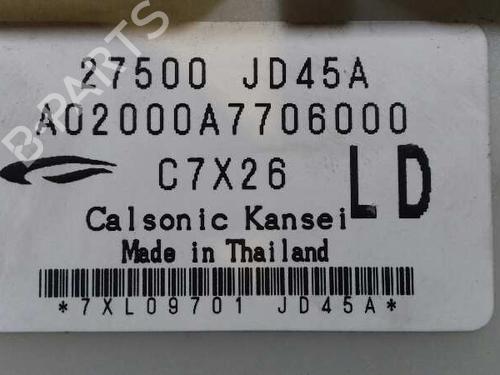 27500 JD45A
A02000A7706000
C7X26 LD
Calsonic Kansei
Made in Thailand
*7XL09701 JD45A*
B-PARTS